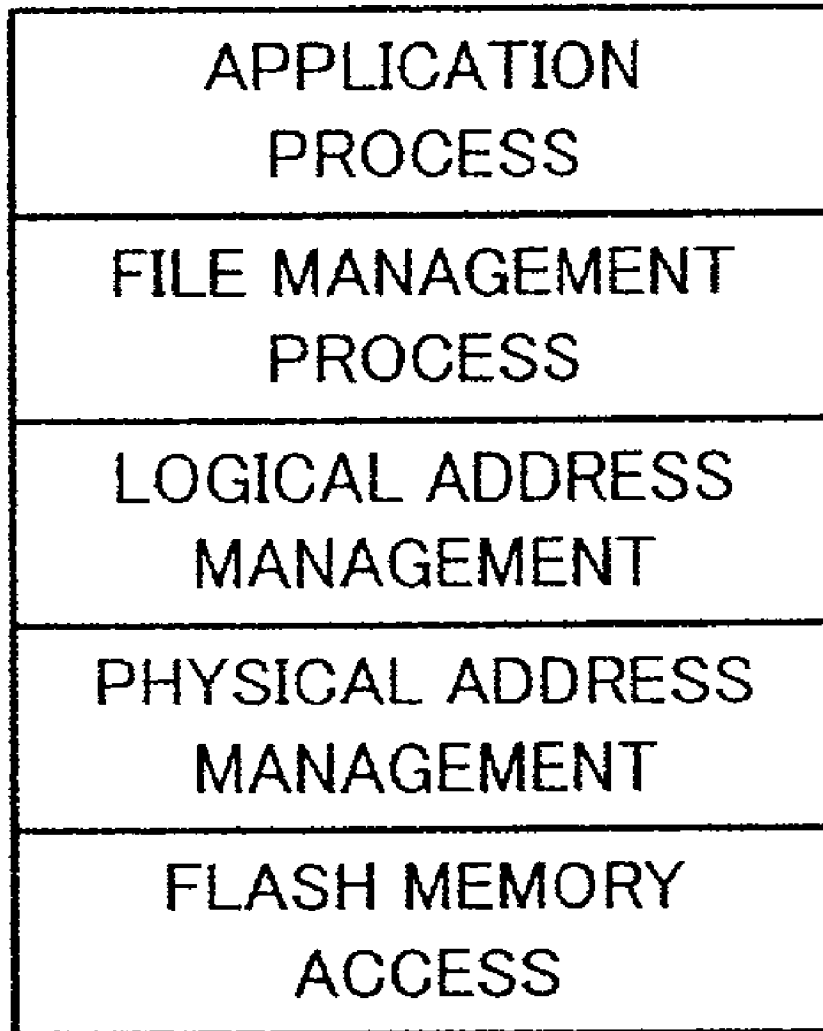 APPLICATION
PROCESS
FILE MANAGEMENT
PROCESS
LOGICAL ADDRESS
MANAGEMENT
PHYSICAL ADDRESS
MANAGEMENT
FLASH MEMORY
ACCESS